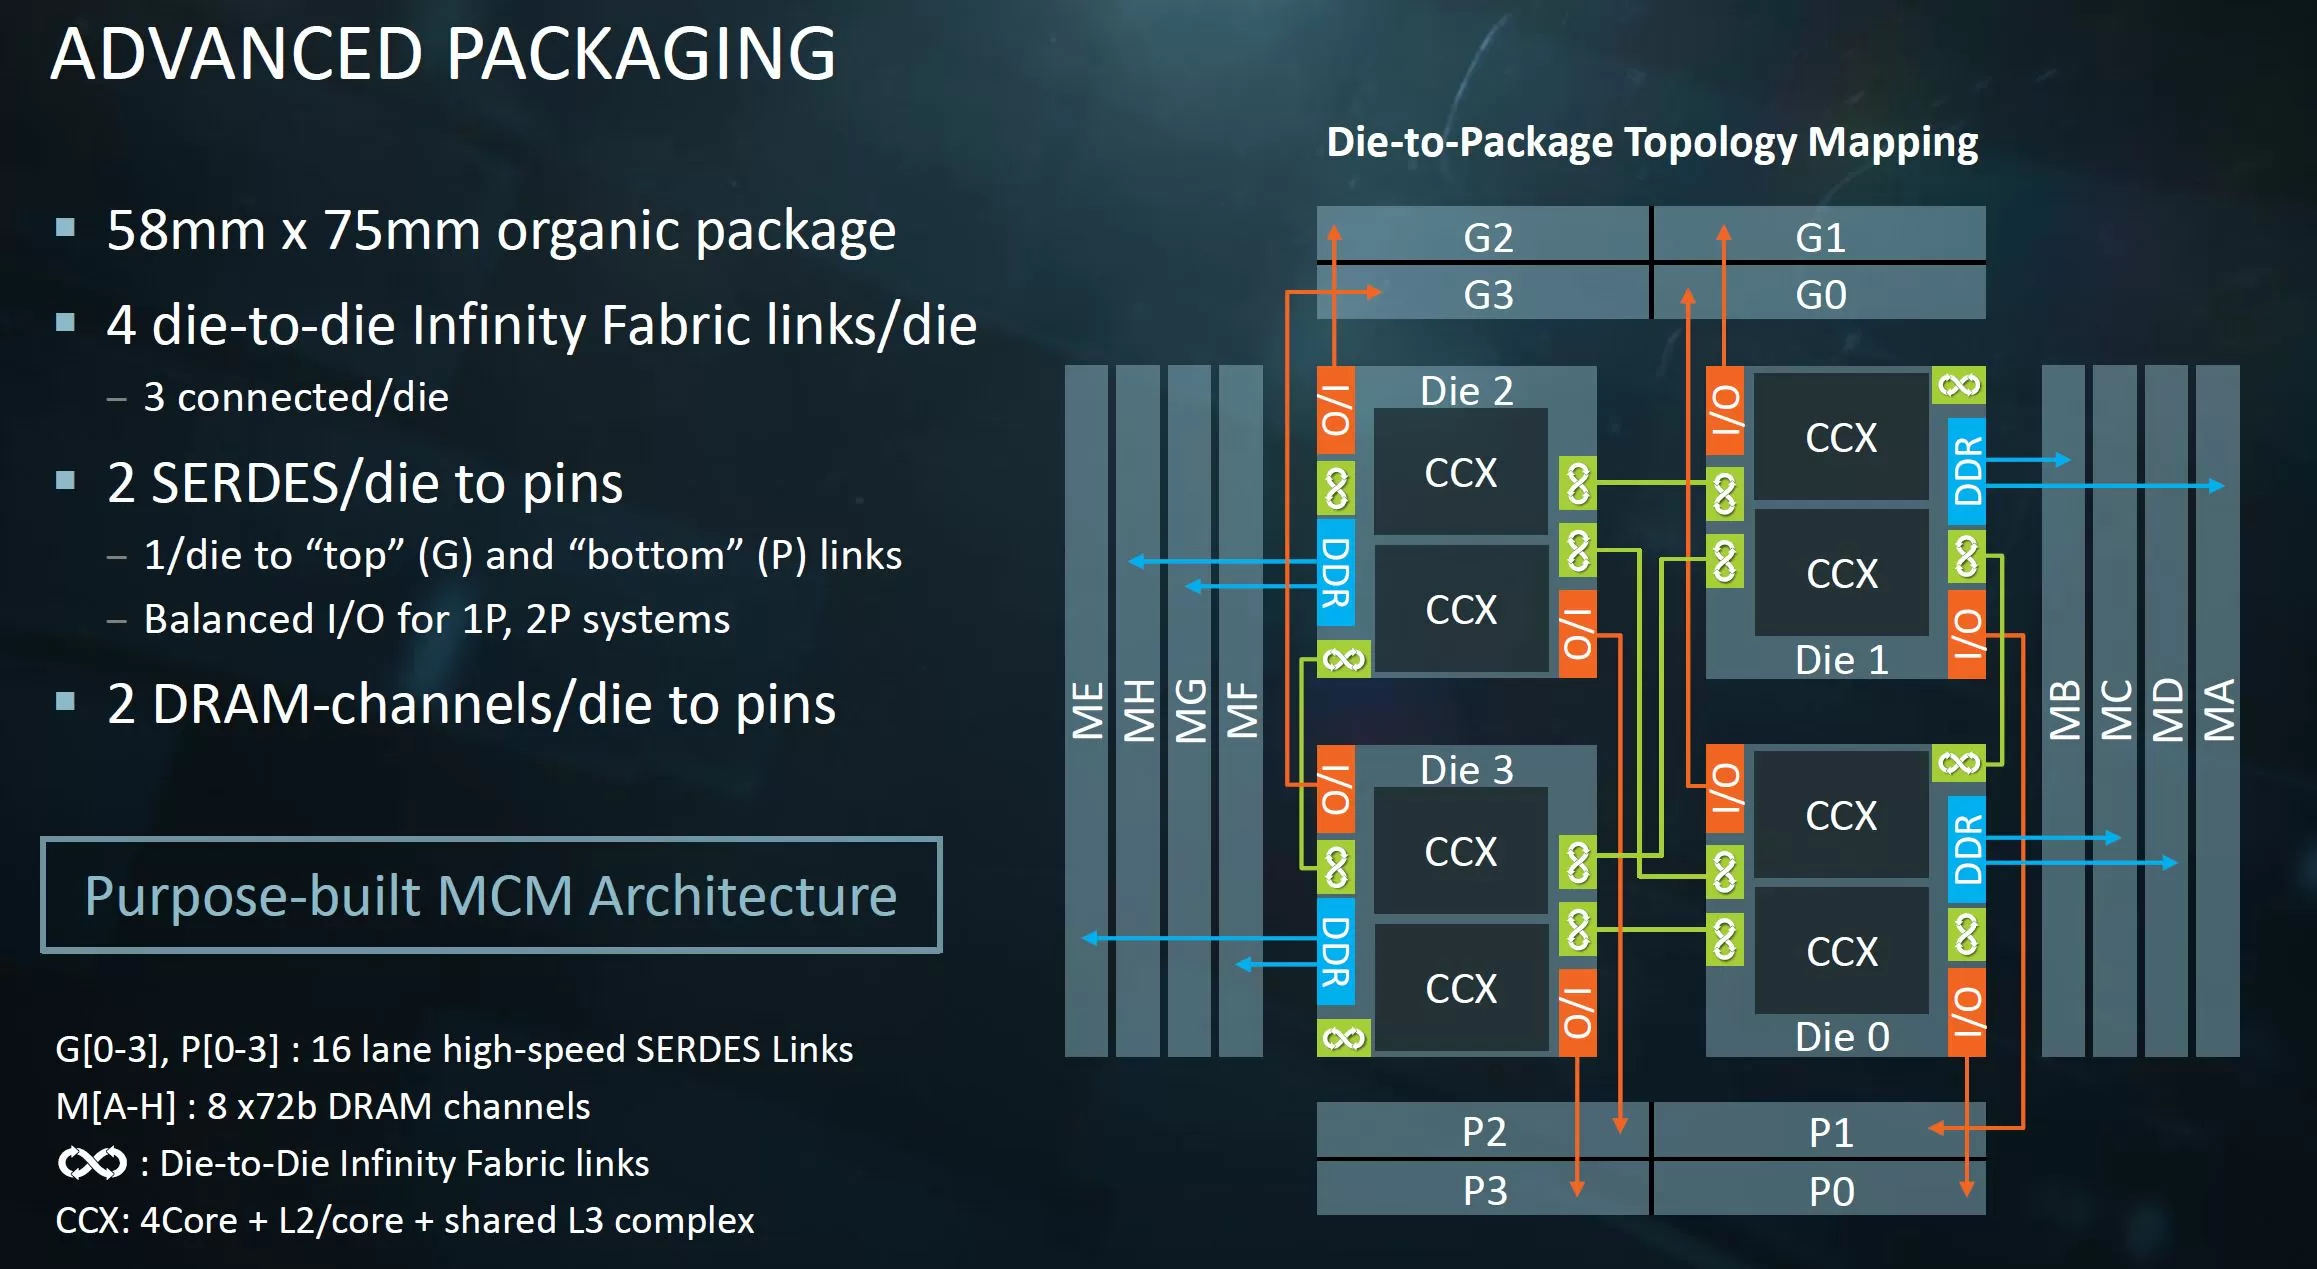 ADVANCED PACKAGING
▪ 58mm x 75mm organic package
▪ 4 die-to-die Infinity Fabric links/die
– 3 connected/die
▪ 2 SERDES/die to pins
– 1/die to “top” (G) and “bottom” (P) links
– Balanced I/O for 1P, 2P systems
▪ 2 DRAM-channels/die to pins
Purpose-built MCM Architecture
G[0-3], P[0-3] : 16 lane high-speed SERDES Links
M[A-H] : 8 x72b DRAM channels
: Die-to-Die Infinity Fabric links
CCX: 4Core + L2/core + shared L3 complex
Die-to-Package Topology Mapping
G2
G1
G3
G0
ME
MH
MG
MF
I/O
Die 2
CCX
DDR
CCX
I/O
I/O
CCX
DDR
CCX
I/O
Die 1
I/O
Die 3
CCX
DDR
CCX
I/O
I/O
CCX
DDR
CCX
I/O
Die 0
MB
MC
MD
MA
P2
P1
P3
P0